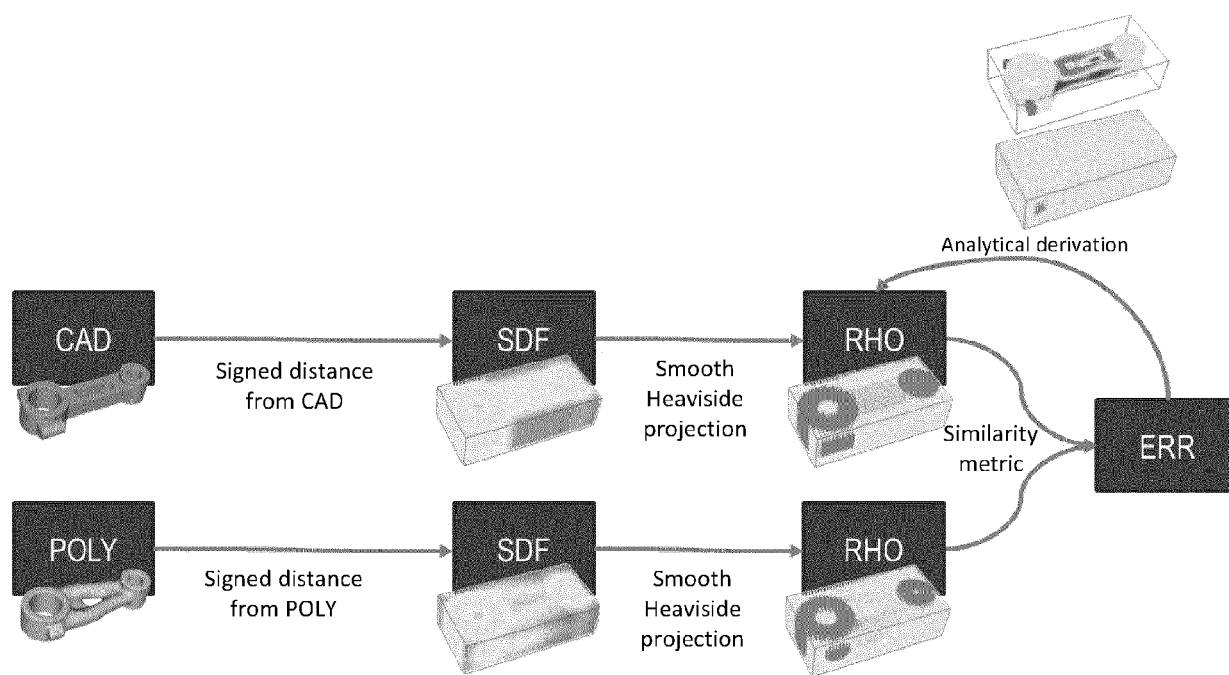 Analytical derivation
CAD
Signed distance
from CAD
SDF
Smooth
Heaviside
projection
RHO
Similarity
metric
ERR
POLY
Signed distance
from POLY
SDF
Smooth
Heaviside
projection
RHO